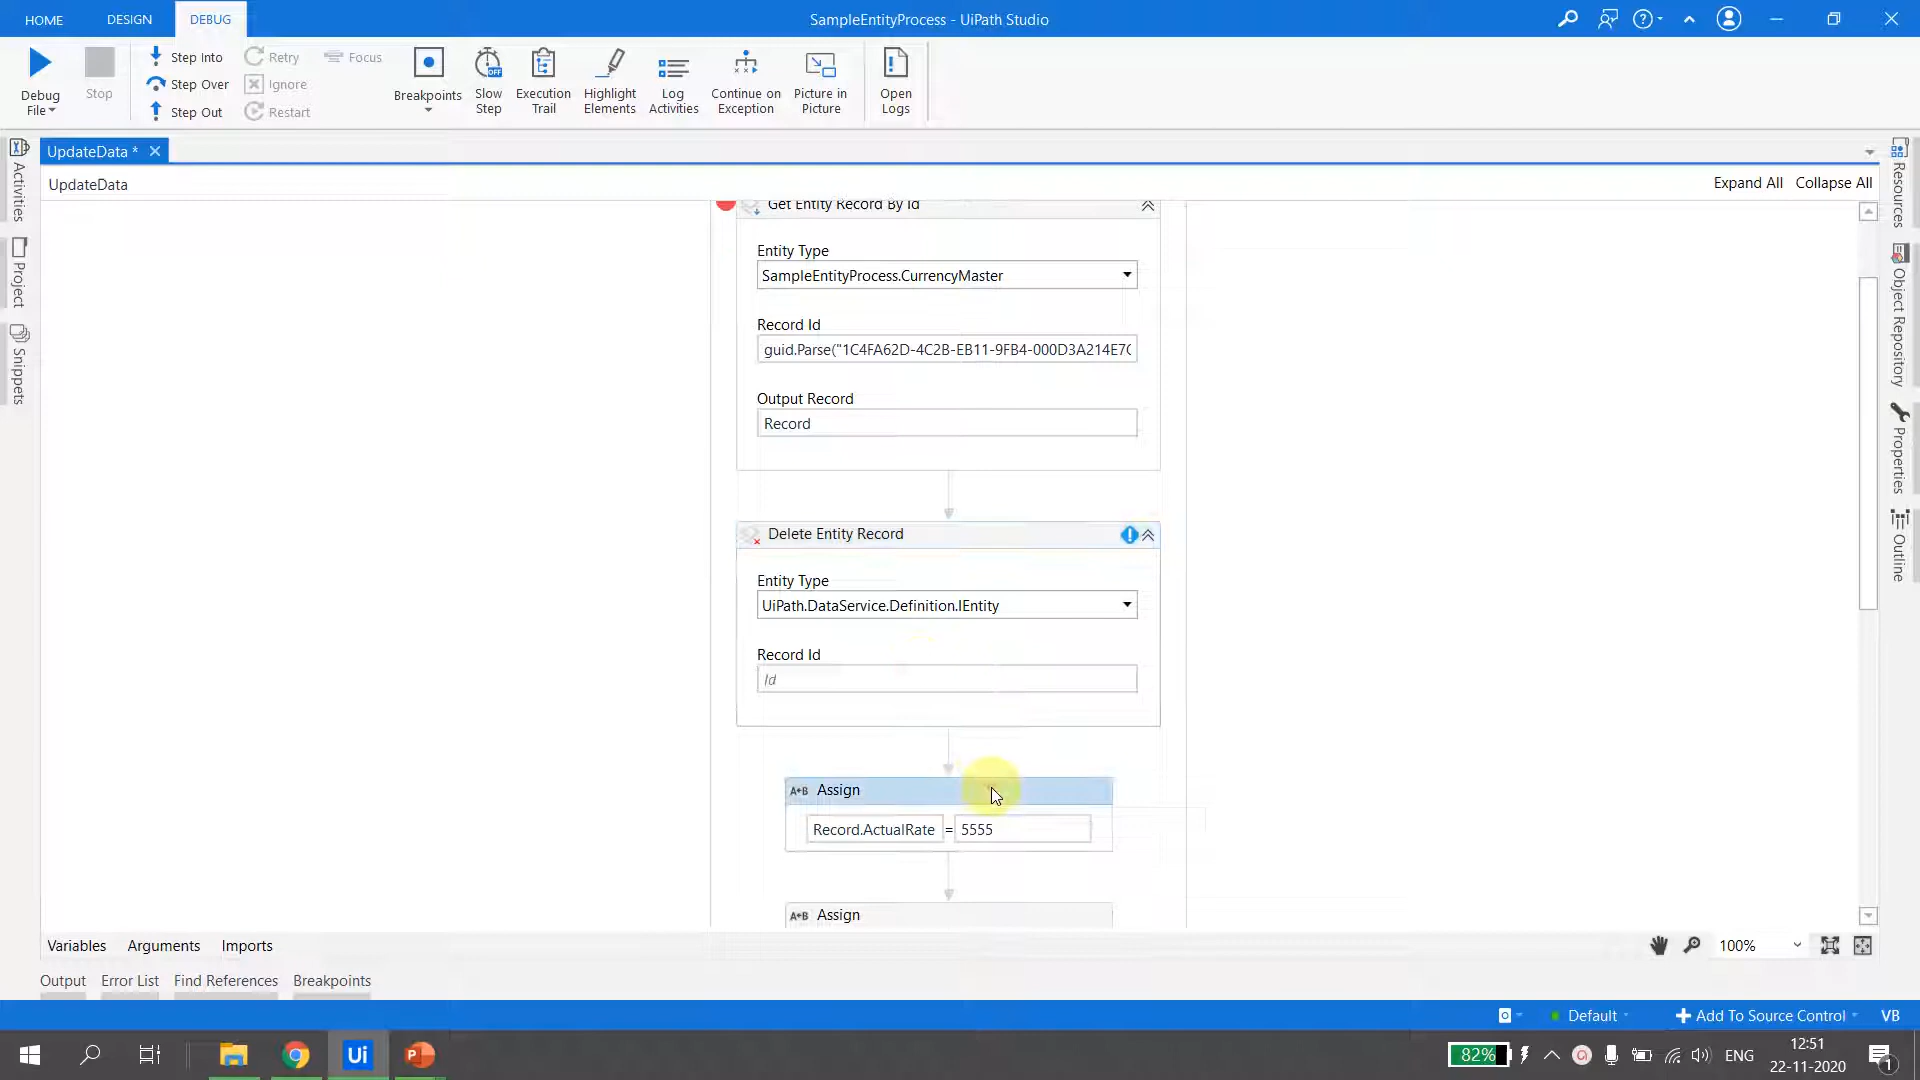 HOME DESIGN DEBUG SampleEntityProcess - UiPath Studio
Debug File
Stop
Step Into
Step Over
Step Out
Retry
Ignore
Restart
Focus
Breakpoints
Slow Step
Execution Trail
Highlight Elements
Log Activities
Continue on Exception
Picture in Picture
Open Logs
UpdateData *
UpdateData Expand All Collapse All
Activities
Project
Snippets
Resources
Object Repository
Properties
Outline
Get Entity Record By Id
Entity Type
SampleEntityProcess.CurrencyMaster
Record Id
guid.Parse("1C4FA62D-4C2B-EB11-9FB4-000D3A214E7
Output Record
Record
Delete Entity Record
Entity Type
UiPath.DataService.Definition.IEntity
Record Id
Id
A+B Assign
Record.ActualRate = 5555
A+B Assign
Variables Arguments Imports 100%
Output Error List Find References Breakpoints
Default Add To Source Control VB
Ui P 82% ENG 12:51
22-11-2020
1